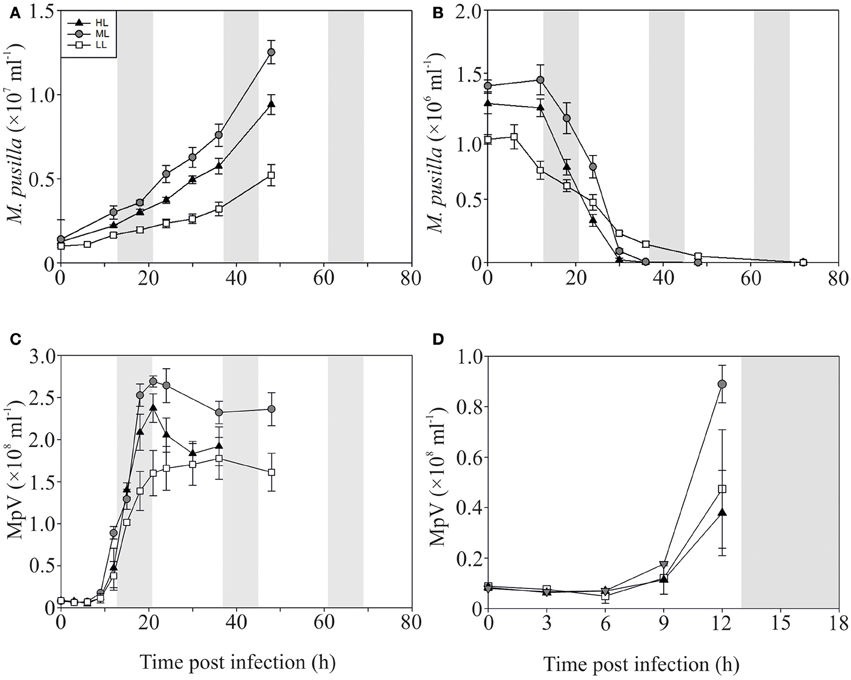 A
B
HL
ML
LL
M. pusilla (×10⁷ ml⁻¹)
1.5
1.0
0.5
0.0
0 20 40 60 80
M. pusilla (×10⁶ ml⁻¹)
2.0
1.5
1.0
0.5
0.0
0 20 40 60 80
C
D
MpV (×10⁸ ml⁻¹)
3.0
2.5
2.0
1.5
1.0
0.5
0.0
0 20 40 60 80
Time post infection (h)
MpV (×10⁸ ml⁻¹)
1.0
0.8
0.6
0.4
0.2
0.0
0 3 6 9 12 15 18
Time post infection (h)